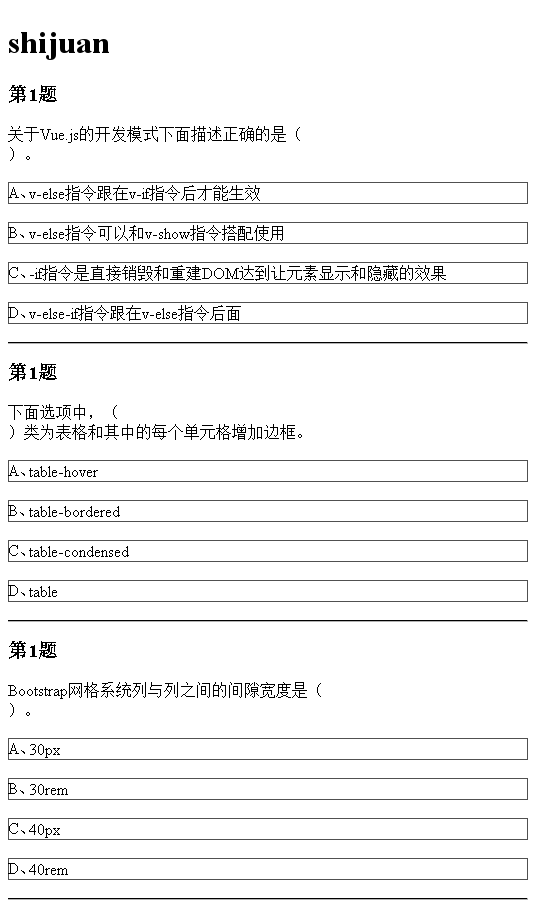 shijuan
第1题
关于Vue.js的开发模式下面描述正确的是（
）。
A、v-else指令跟在v-if指令后才能生效
B、v-else指令可以和v-show指令搭配使用
C、-if指令是直接销毁和重建DOM达到让元素显示和隐藏的效果
D、v-else-if指令跟在v-else指令后面
第1题
下面选项中，（
）类为表格和其中的每个单元格增加边框。
A、table-hover
B、table-bordered
C、table-condensed
D、table
第1题
Bootstrap网格系统列与列之间的间隙宽度是（
）。
A、30px
B、30rem
C、40px
D、40rem